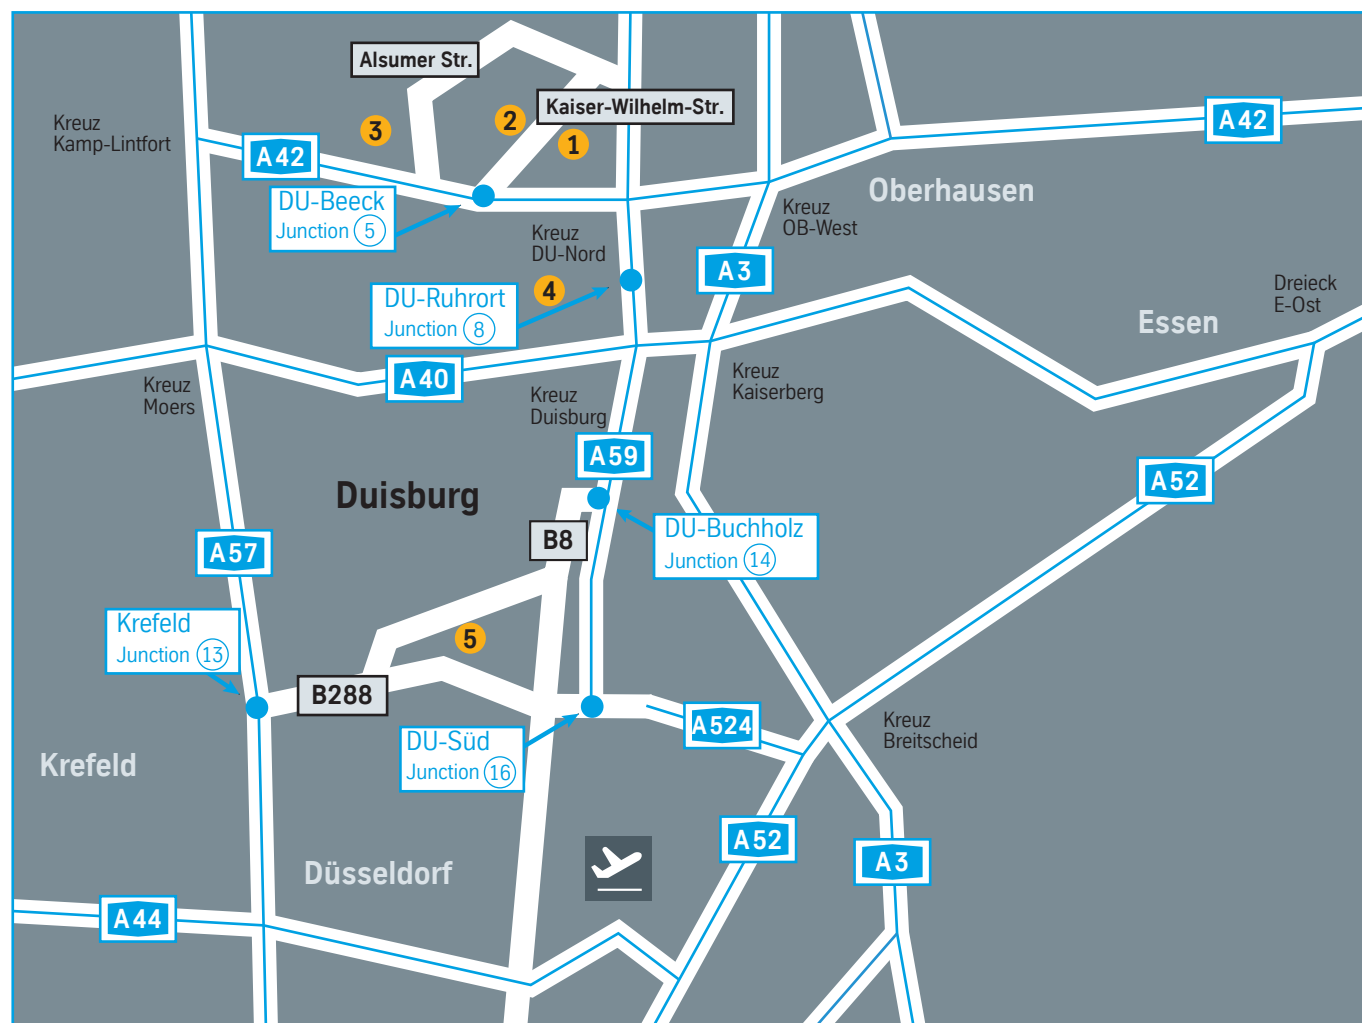 Alsumer Str.
Kaiser-Wilhelm-Str.
Kreuz
Kamp-Lintfort
3
2
1
A42
A42
DU-Beeck
Junction 5
Oberhausen
Kreuz
OB-West
Kreuz
DU-Nord
A3
4
DU-Ruhrort
Junction 8
Dreieck
E-Ost
Essen
Kreuz
Moers
A40
Kreuz
Duisburg
Kreuz
Kaiserberg
A59
A52
Duisburg
B8
DU-Buchholz
Junction 14
A57
Krefeld
Junction 13
5
B288
DU-Süd
Junction 16
A524
Kreuz
Breitscheid
Krefeld
A52
A3
Düsseldorf
A44